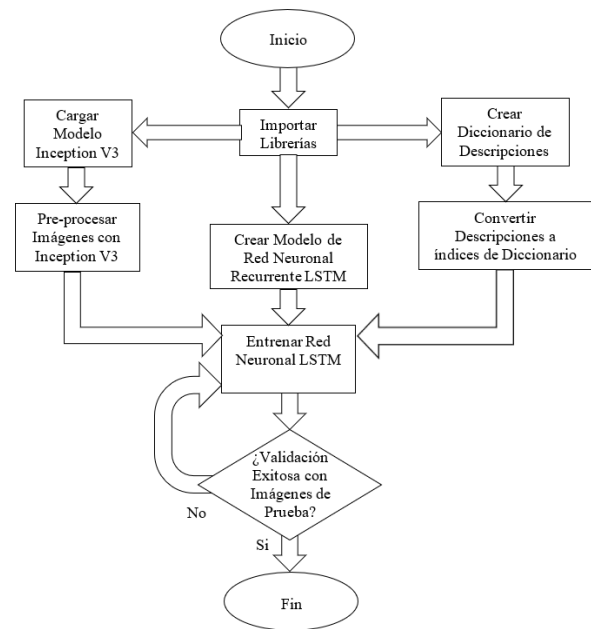 Inicio
Cargar
Modelo
Inception V3
Importar
Librerías
Crear
Diccionario de
Descripciones
Pre-procesar
Imágenes con
Inception V3
Crear Modelo de
Red Neuronal
Recurrente LSTM
Convertir
Descripciones a
índices de Diccionario
Entrenar Red
Neuronal LSTM
¿Validación
Exitosa con
Imágenes de
Prueba?
No
Si
Fin